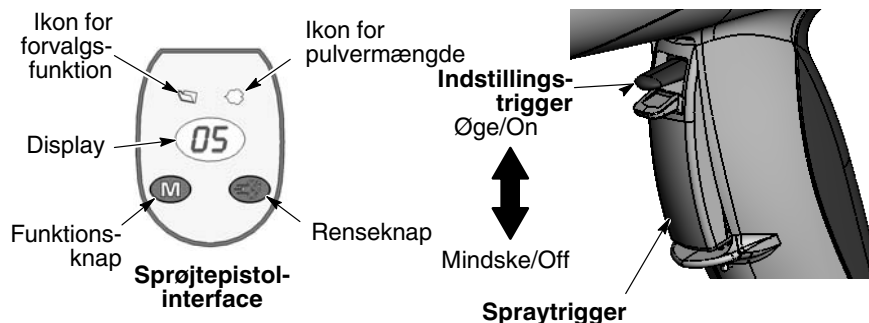 Ikon for
forvalgs-
funktion
Ikon for
pulvermængde
Display
05
M
Funktions-
knap
Renseknap
Sprøjtepistol-
interface
Indstillings-
trigger
Øge/On
Mindske/Off
Spraytrigger